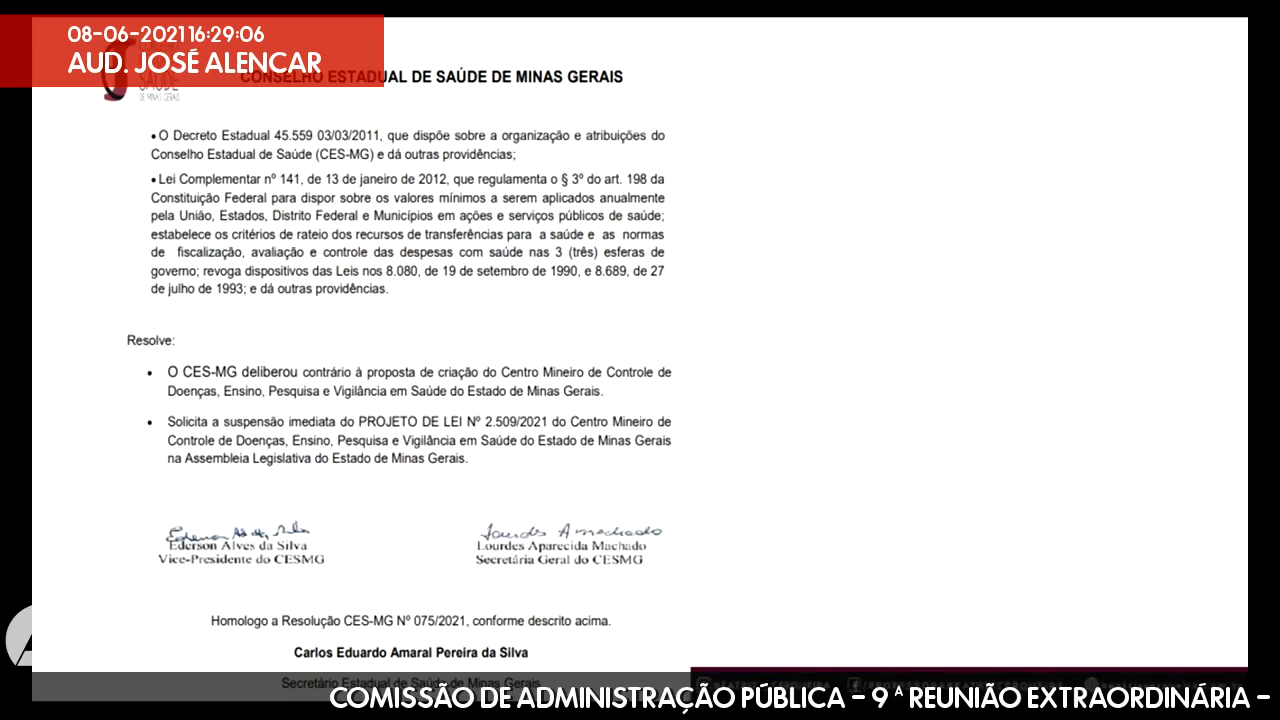 08-06-2021 16:29:06
AUD. JOSÉ ALENCAR
SAÚDE
DE MINAS GERAIS
CONSELHO ESTADUAL DE SAÚDE DE MINAS GERAIS
• O Decreto Estadual 45.559 03/03/2011, que dispõe sobre a organização e atribuições do
Conselho Estadual de Saúde (CES-MG) e dá outras providências;
• Lei Complementar nº 141, de 13 de janeiro de 2012, que regulamenta o § 3º do art. 198 da
Constituição Federal para dispor sobre os valores mínimos a serem aplicados anualmente
pela União, Estados, Distrito Federal e Municípios em ações e serviços públicos de saúde;
estabelece os critérios de rateio dos recursos de transferências para a saúde e as normas
de fiscalização, avaliação e controle das despesas com saúde nas 3 (três) esferas de
governo; revoga dispositivos das Leis nos 8.080, de 19 de setembro de 1990, e 8.689, de 27
de julho de 1993; e dá outras providências.
Resolve:
• O CES-MG deliberou contrário à proposta de criação do Centro Mineiro de Controle de
Doenças, Ensino, Pesquisa e Vigilância em Saúde do Estado de Minas Gerais.
• Solicita a suspensão imediata do PROJETO DE LEI Nº 2.509/2021 do Centro Mineiro de
Controle de Doenças, Ensino, Pesquisa e Vigilância em Saúde do Estado de Minas Gerais
na Assembleia Legislativa do Estado de Minas Gerais.
Ederson Alves da Silva
Lourdes A Machado
Ederson Alves da Silva
Lourdes Aparecida Machado
Vice-Presidente do CESMG
Secretária Geral do CESMG
Homologo a Resolução CES-MG Nº 075/2021, conforme descrito acima.
Carlos Eduardo Amaral Pereira da Silva
Secretário Estadual de Saúde de Minas Gerais
COMISSÃO DE ADMINISTRAÇÃO PÚBLICA - 9 ª REUNIÃO EXTRAORDINÁRIA -